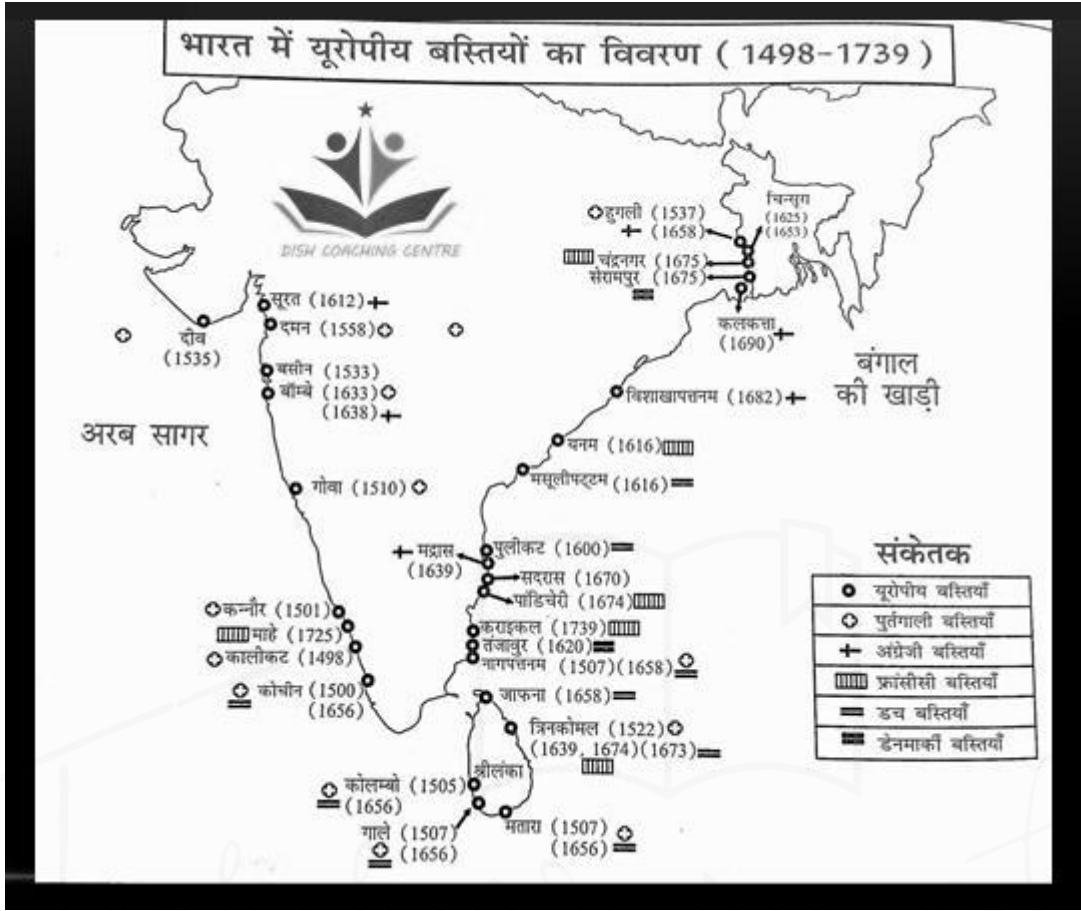 भारत में यूरोपीय बस्तियों का विवरण ( 1498-1739 )
DISH COACHING CENTRE
हुगली (1537)
(1658)
चिन्सुरा
(1625)
(1653)
चंद्रनगर (1675)
सेरामपुर (1675)
कलकत्ता
(1690)
सूरत (1612)
दमन (1558)
दीव
(1535)
बसीन (1533)
बॉम्बे (1633)
(1638)
बंगाल
की खाड़ी
विशाखापत्तनम (1682)
अरब सागर
यनम (1616)
मसूलीपट्टम (1616)
गोवा (1510)
पुलीकट (1600)
मद्रास
(1639)
सदरास (1670)
पांडिचेरी (1674)
कन्नौर (1501)
माहे (1725)
कालीकट (1498)
कोचीन (1500)
(1656)
कराइकल (1739)
तंजापुर (1620)
नागपत्तनम (1507)(1658)
जाफना (1658)
त्रिनकोमल (1522)
(1639, 1674)(1673)
श्रीलंका
कोलम्बो (1505)
(1656)
गाले (1507)
(1656)
मतारा (1507)
(1656)
संकेतक
यूरोपीय बस्तियाँ
पुर्तगाली बस्तियाँ
अंग्रेजी बस्तियाँ
फ्रांसीसी बस्तियाँ
डच बस्तियाँ
डेनमार्की बस्तियाँ